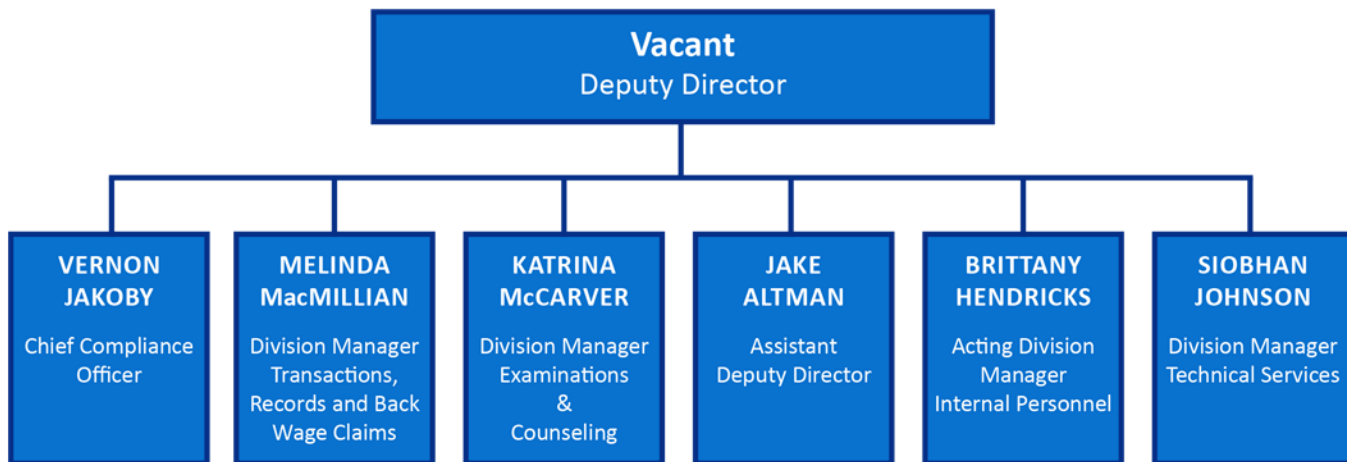 Vacant
Deputy Director
VERNON
JAKOBY
Chief Compliance
Officer
MELINDA
MacMILLIAN
Division Manager
Transactions,
Records and Back
Wage Claims
KATRINA
McCARVER
Division Manager
Examinations
&
Counseling
JAKE
ALTMAN
Assistant
Deputy Director
BRITTANY
HENDRICKS
Acting Division
Manager
Internal Personnel
SIOBHAN
JOHNSON
Division Manager
Technical Services